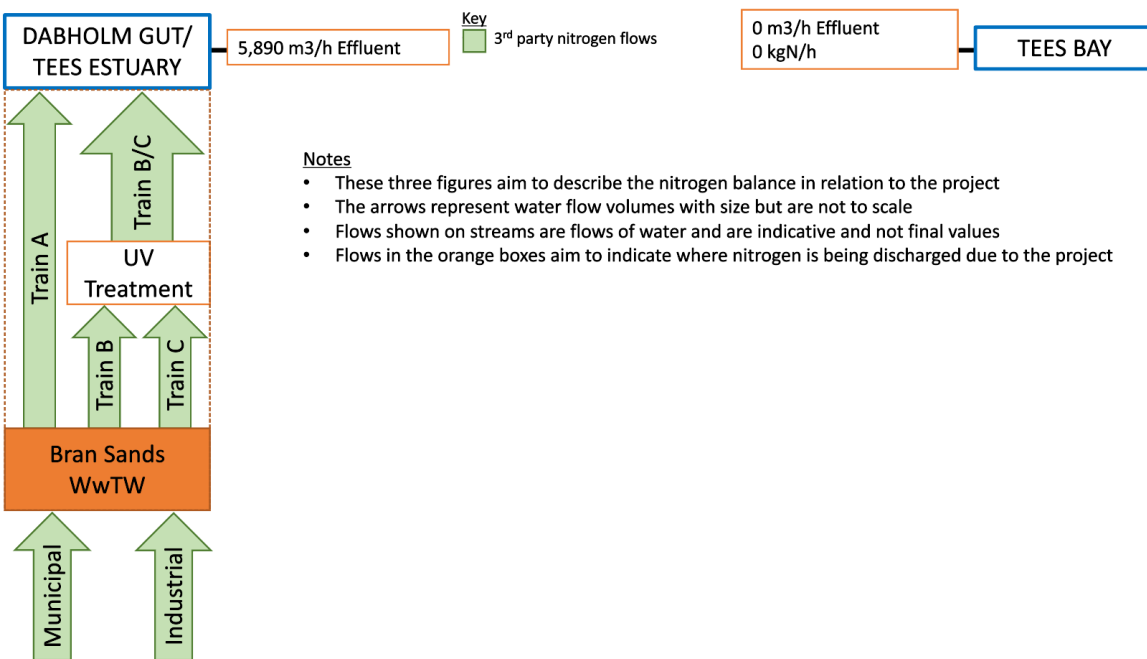 DABHOLM GUT/
TEES ESTUARY
5,890 m3/h Effluent
Key
3rd party nitrogen flows
0 m3/h Effluent
0 kgN/h
TEES BAY
Notes
• These three figures aim to describe the nitrogen balance in relation to the project
• The arrows represent water flow volumes with size but are not to scale
• Flows shown on streams are flows of water and are indicative and not final values
• Flows in the orange boxes aim to indicate where nitrogen is being discharged due to the project
Train A
Train B/C
UV
Treatment
Train B
Train C
Bran Sands
WwTW
Municipal
Industrial